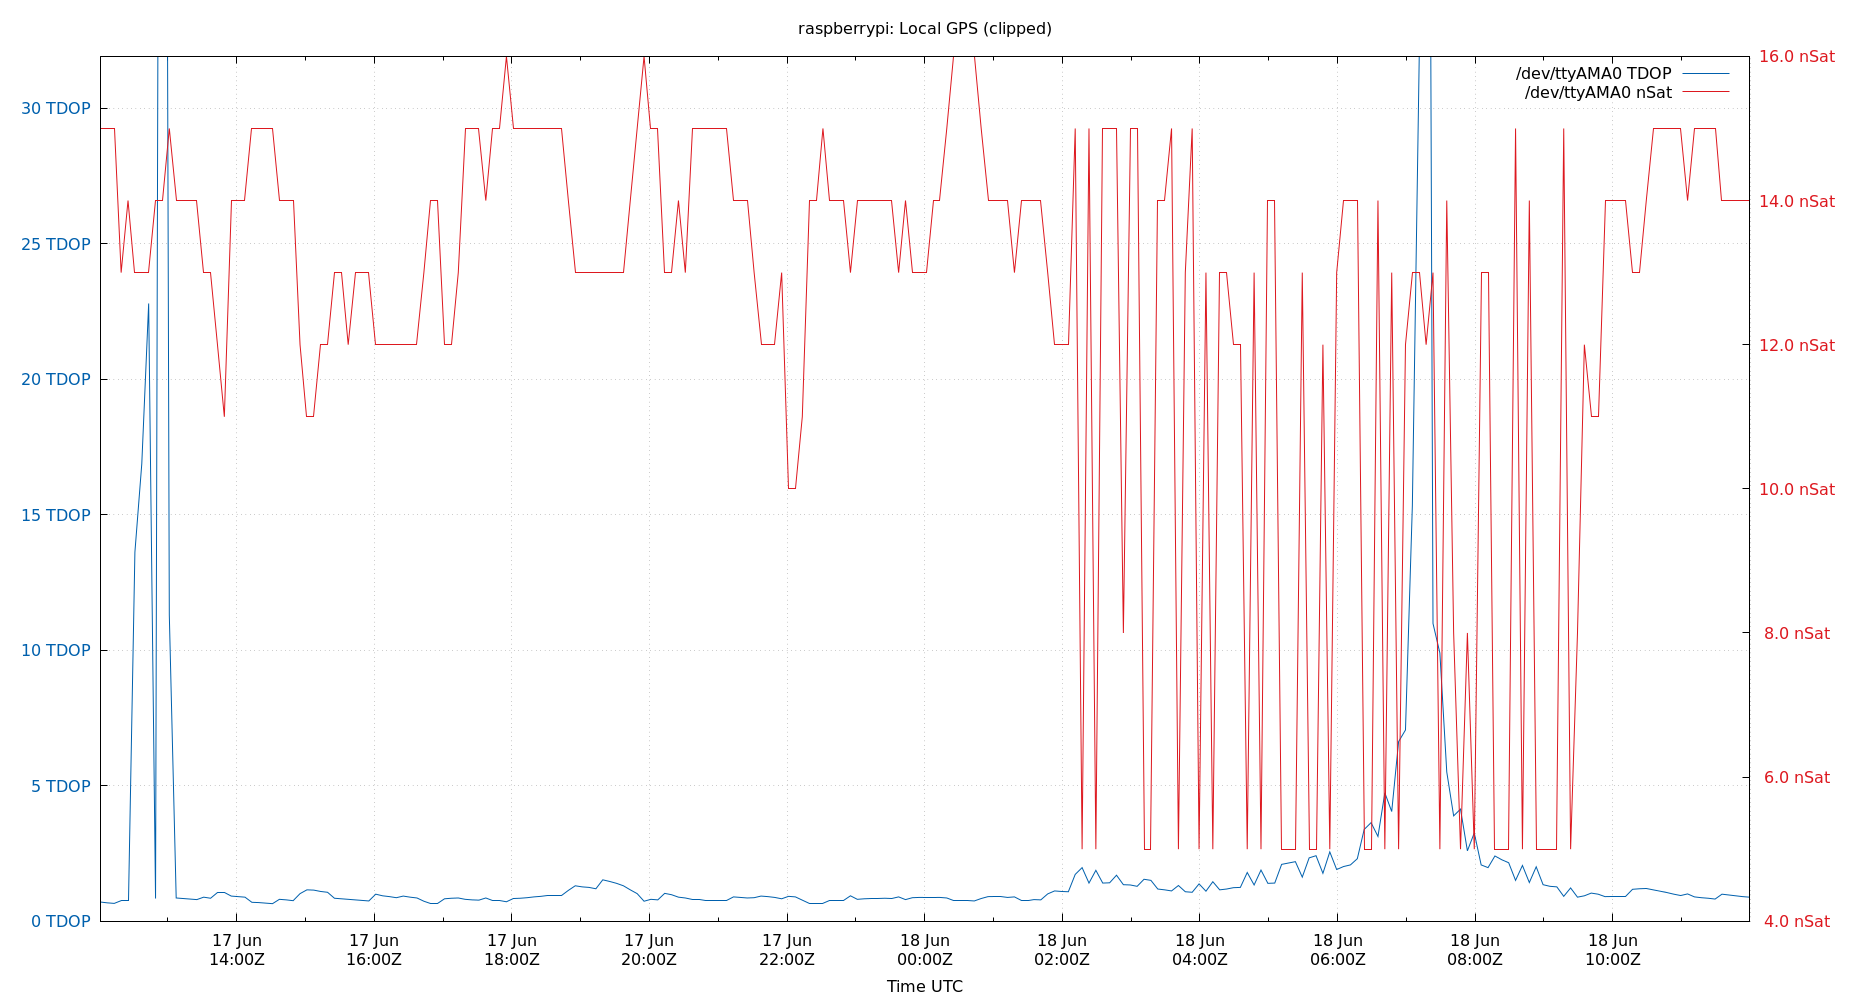 raspberrypi: Local GPS (clipped)
/dev/ttyAMA0 TDOP
/dev/ttyAMA0 nSat
30 TDOP
25 TDOP
20 TDOP
15 TDOP
10 TDOP
5 TDOP
0 TDOP
16.0 nSat
14.0 nSat
12.0 nSat
10.0 nSat
8.0 nSat
6.0 nSat
4.0 nSat
17 Jun
14:00Z
17 Jun
16:00Z
17 Jun
18:00Z
17 Jun
20:00Z
17 Jun
22:00Z
18 Jun
00:00Z
18 Jun
02:00Z
18 Jun
04:00Z
18 Jun
06:00Z
18 Jun
08:00Z
18 Jun
10:00Z
Time UTC